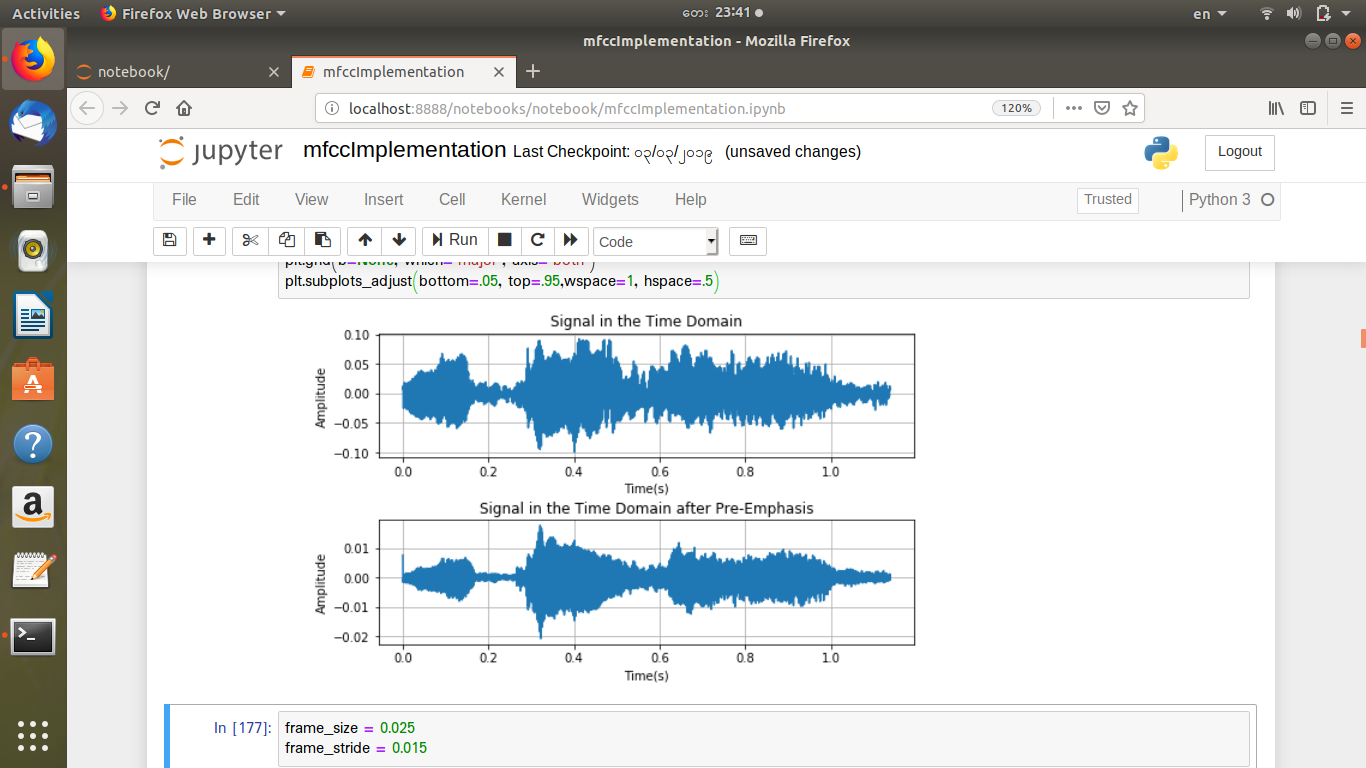 Activities Firefox Web Browser တေး 23:41 en
mfccImplementation - Mozilla Firefox
notebook/ mfccImplementation
localhost:8888/notebooks/notebook/mfccImplementation.ipynb 120%
jupyter mfccImplementation Last Checkpoint: ၀၃/၀၃/၂၀၁၉ (unsaved changes) Logout
File Edit View Insert Cell Kernel Widgets Help Trusted Python 3
Run Code
plt.grid(b=None, which='major', axis='both')
plt.subplots_adjust(bottom=.05, top=.95,wspace=1, hspace=.5)
Signal in the Time Domain
0.10
0.05
0.00
−0.05
−0.10
Amplitude
0.0 0.2 0.4 0.6 0.8 1.0
Time(s)
Signal in the Time Domain after Pre-Emphasis
0.01
0.00
−0.01
−0.02
Amplitude
0.0 0.2 0.4 0.6 0.8 1.0
Time(s)
In [177]: frame_size = 0.025
frame_stride = 0.015